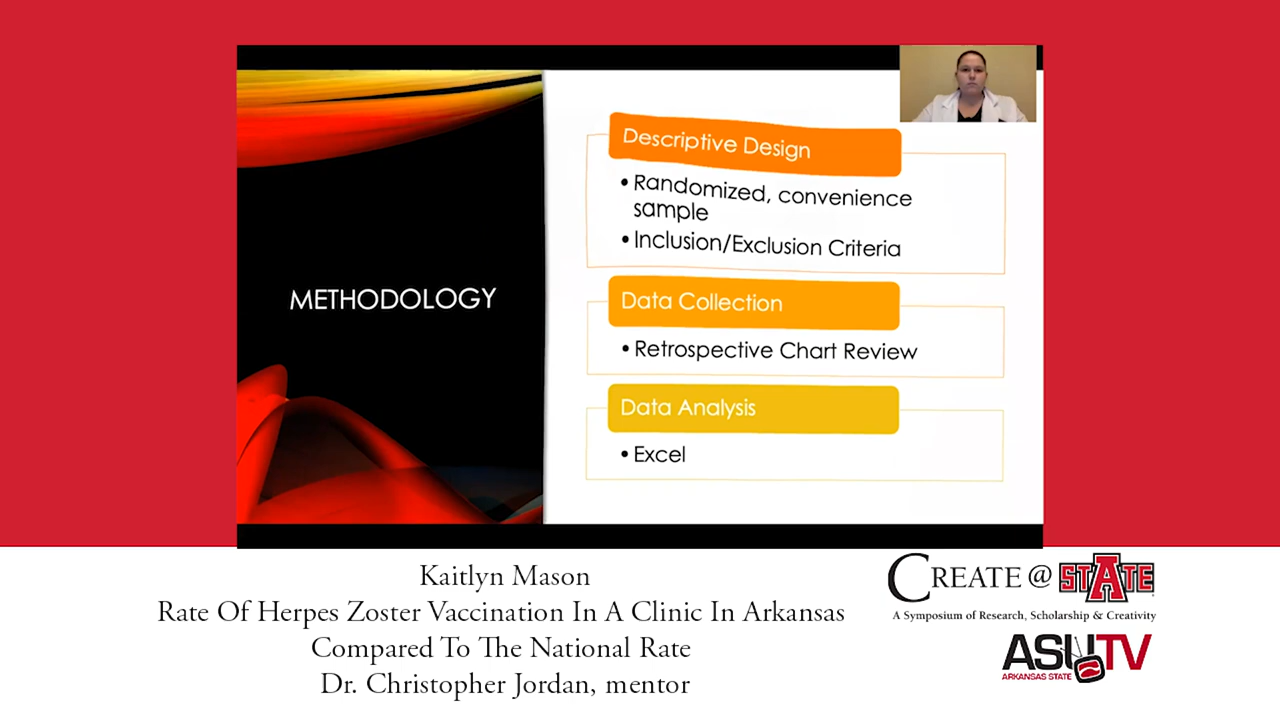 METHODOLOGY
Descriptive Design
• Randomized, convenience
sample
• Inclusion/Exclusion Criteria
Data Collection
• Retrospective Chart Review
Data Analysis
• Excel
Kaitlyn Mason
Rate Of Herpes Zoster Vaccination In A Clinic In Arkansas
Compared To The National Rate
Dr. Christopher Jordan, mentor
CREATE @ STATE
A Symposium of Research, Scholarship & Creativity
ASU TV
ARKANSAS STATE